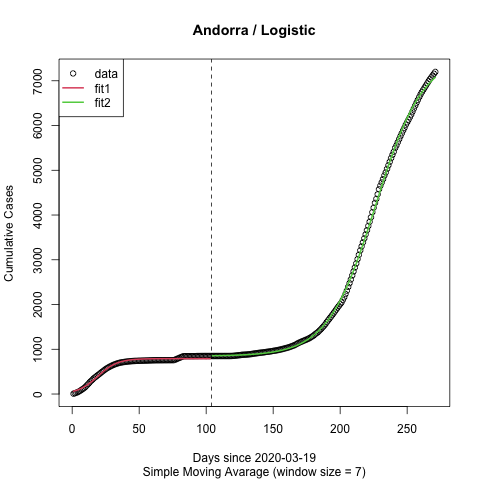 Andorra / Logistic
data
fit1
fit2
Cumulative Cases
7000
6000
5000
4000
3000
2000
1000
0
0 50 100 150 200 250
Days since 2020-03-19
Simple Moving Avarage (window size = 7)